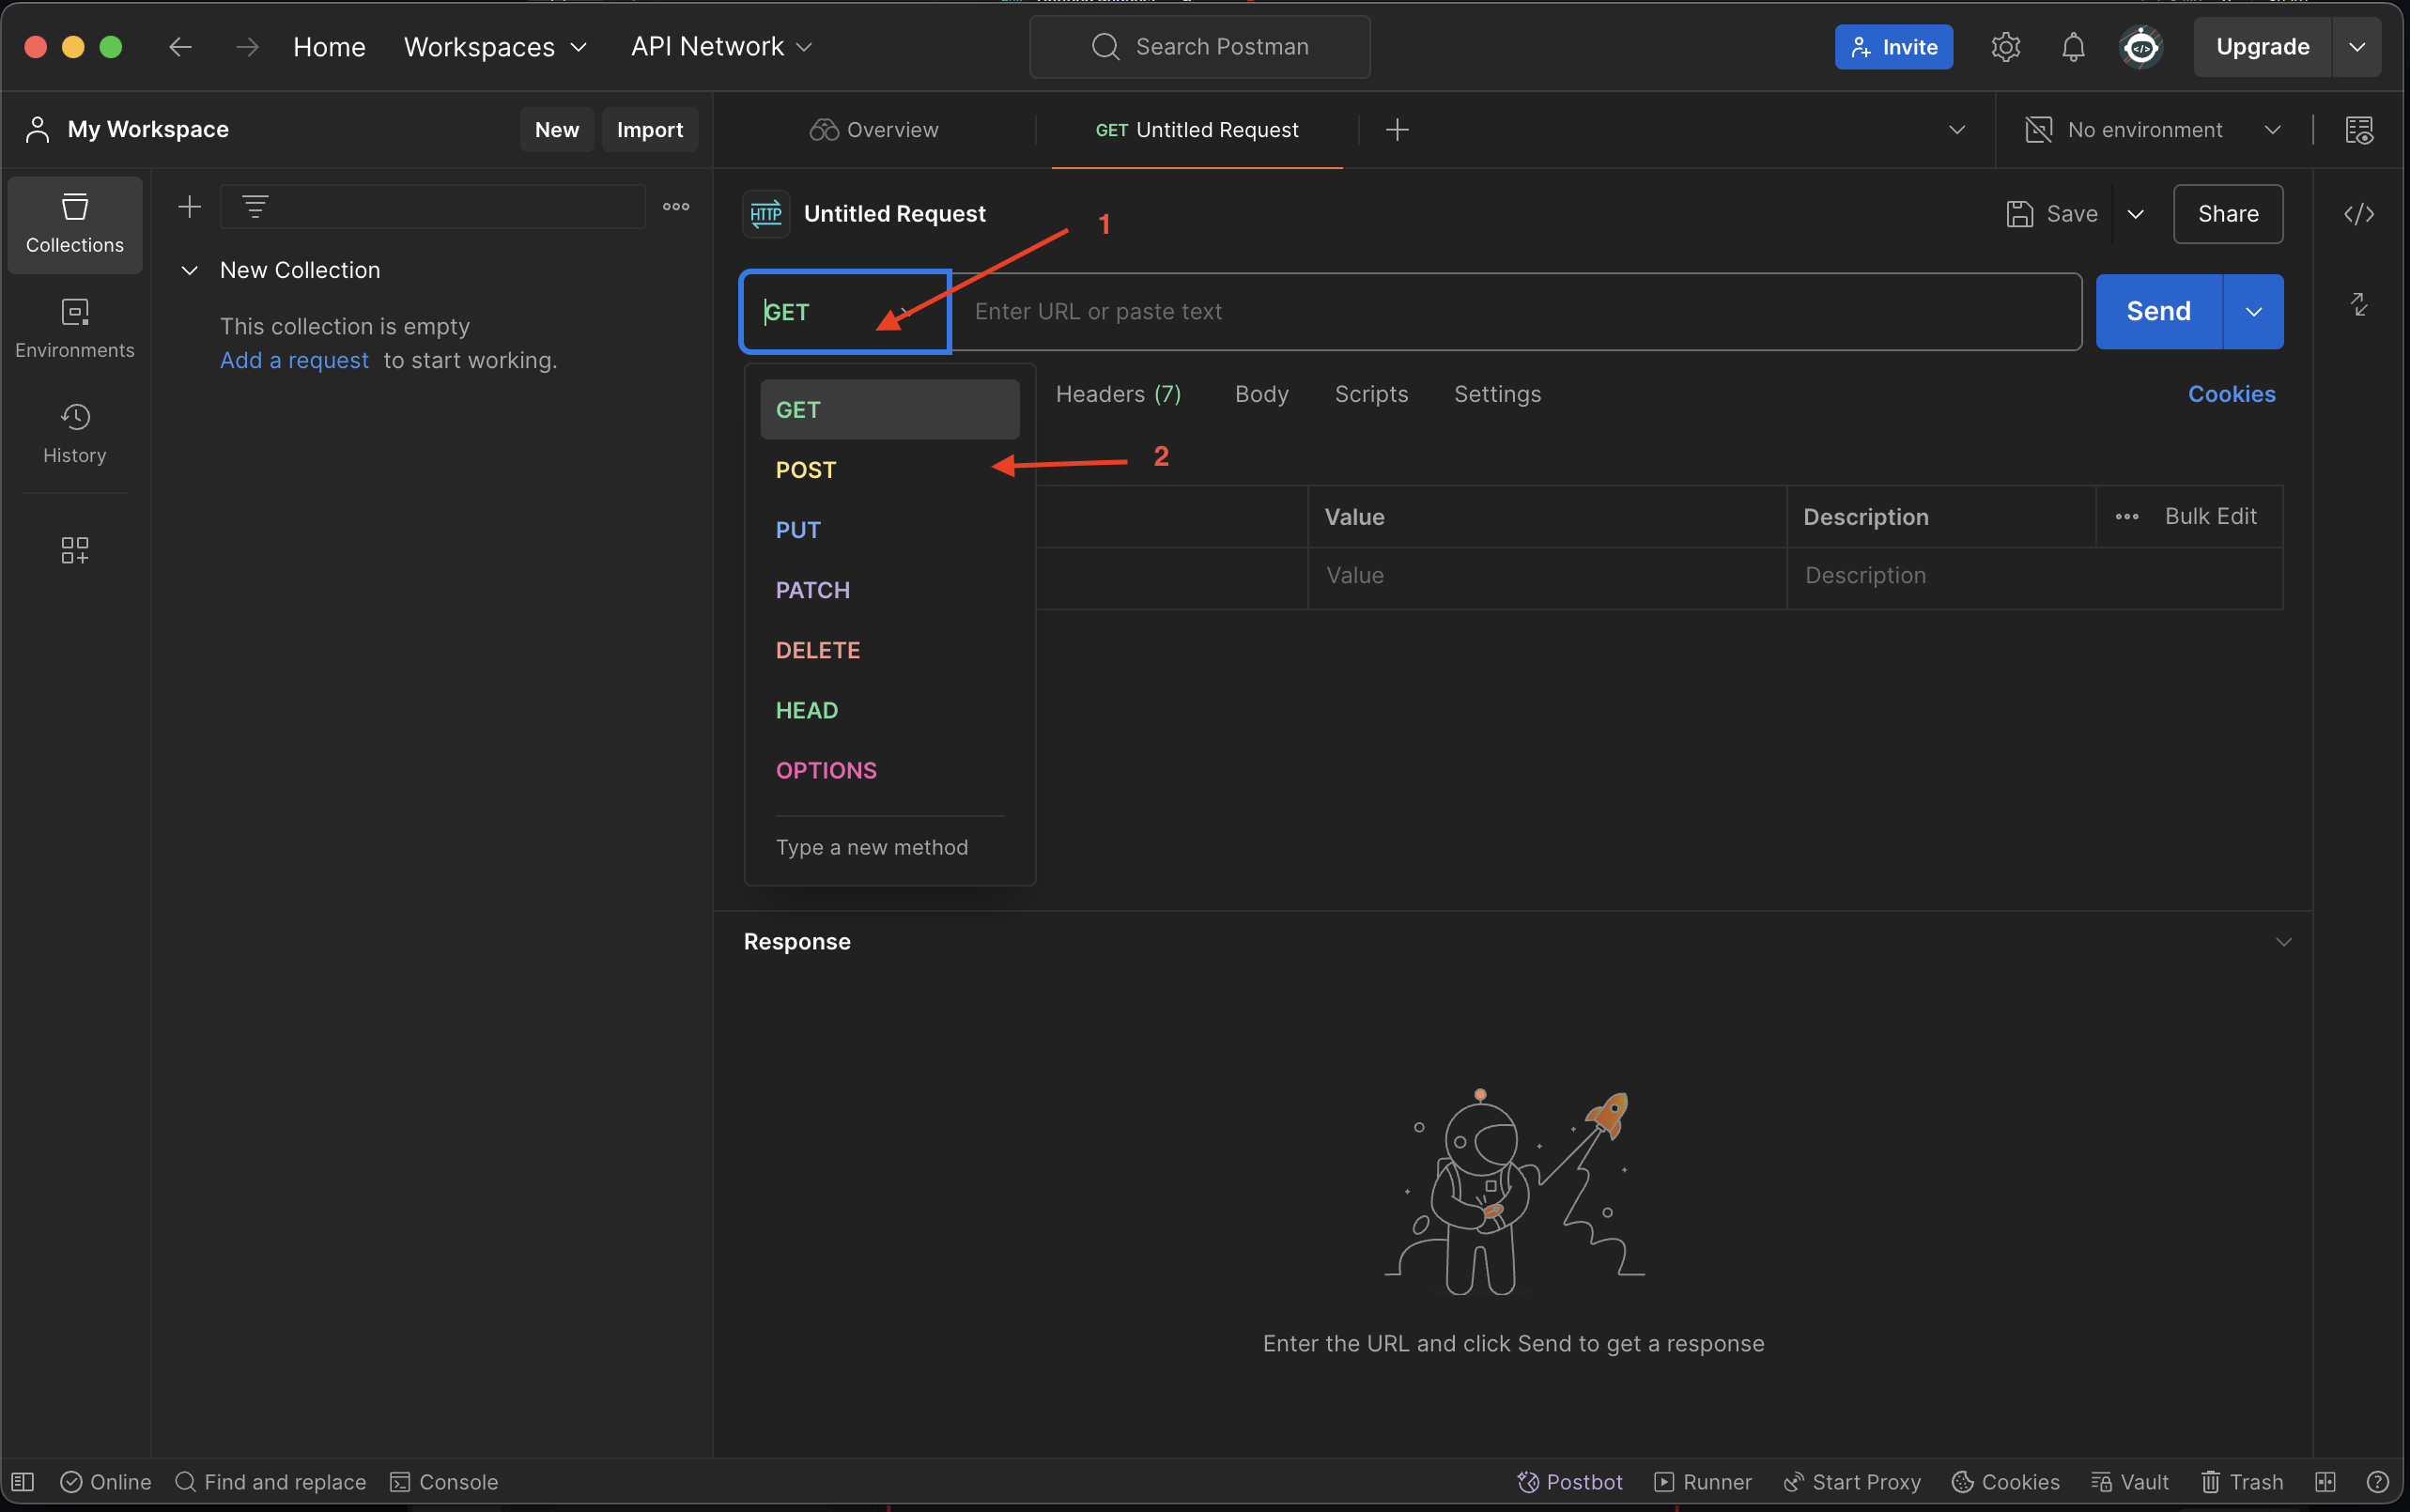 Home Workspaces API Network Search Postman Invite Upgrade
My Workspace New Import Overview GET Untitled Request No environment
HTTP Untitled Request Save Share
1
Collections
New Collection
This collection is empty
Add a request to start working.
Environments
History
GET Enter URL or paste text Send
Headers (7) Body Scripts Settings Cookies
GET
POST
2
PUT
PATCH
DELETE
HEAD
OPTIONS
Type a new method
Value Description Bulk Edit
Value Description
Response
Enter the URL and click Send to get a response
Online Find and replace Console Postbot Runner Start Proxy Cookies Vault Trash